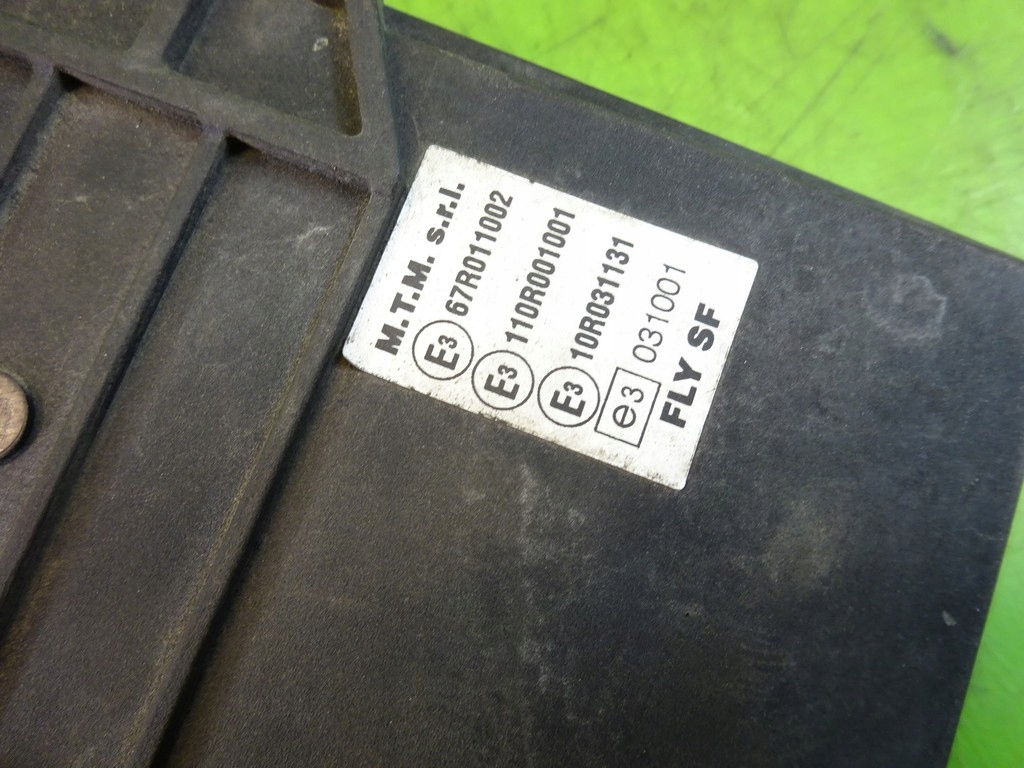 M.T.M. s.r.l.
E3 67R011002
E3 110R001001
E3 10R031131
e3 031001
FLY SF